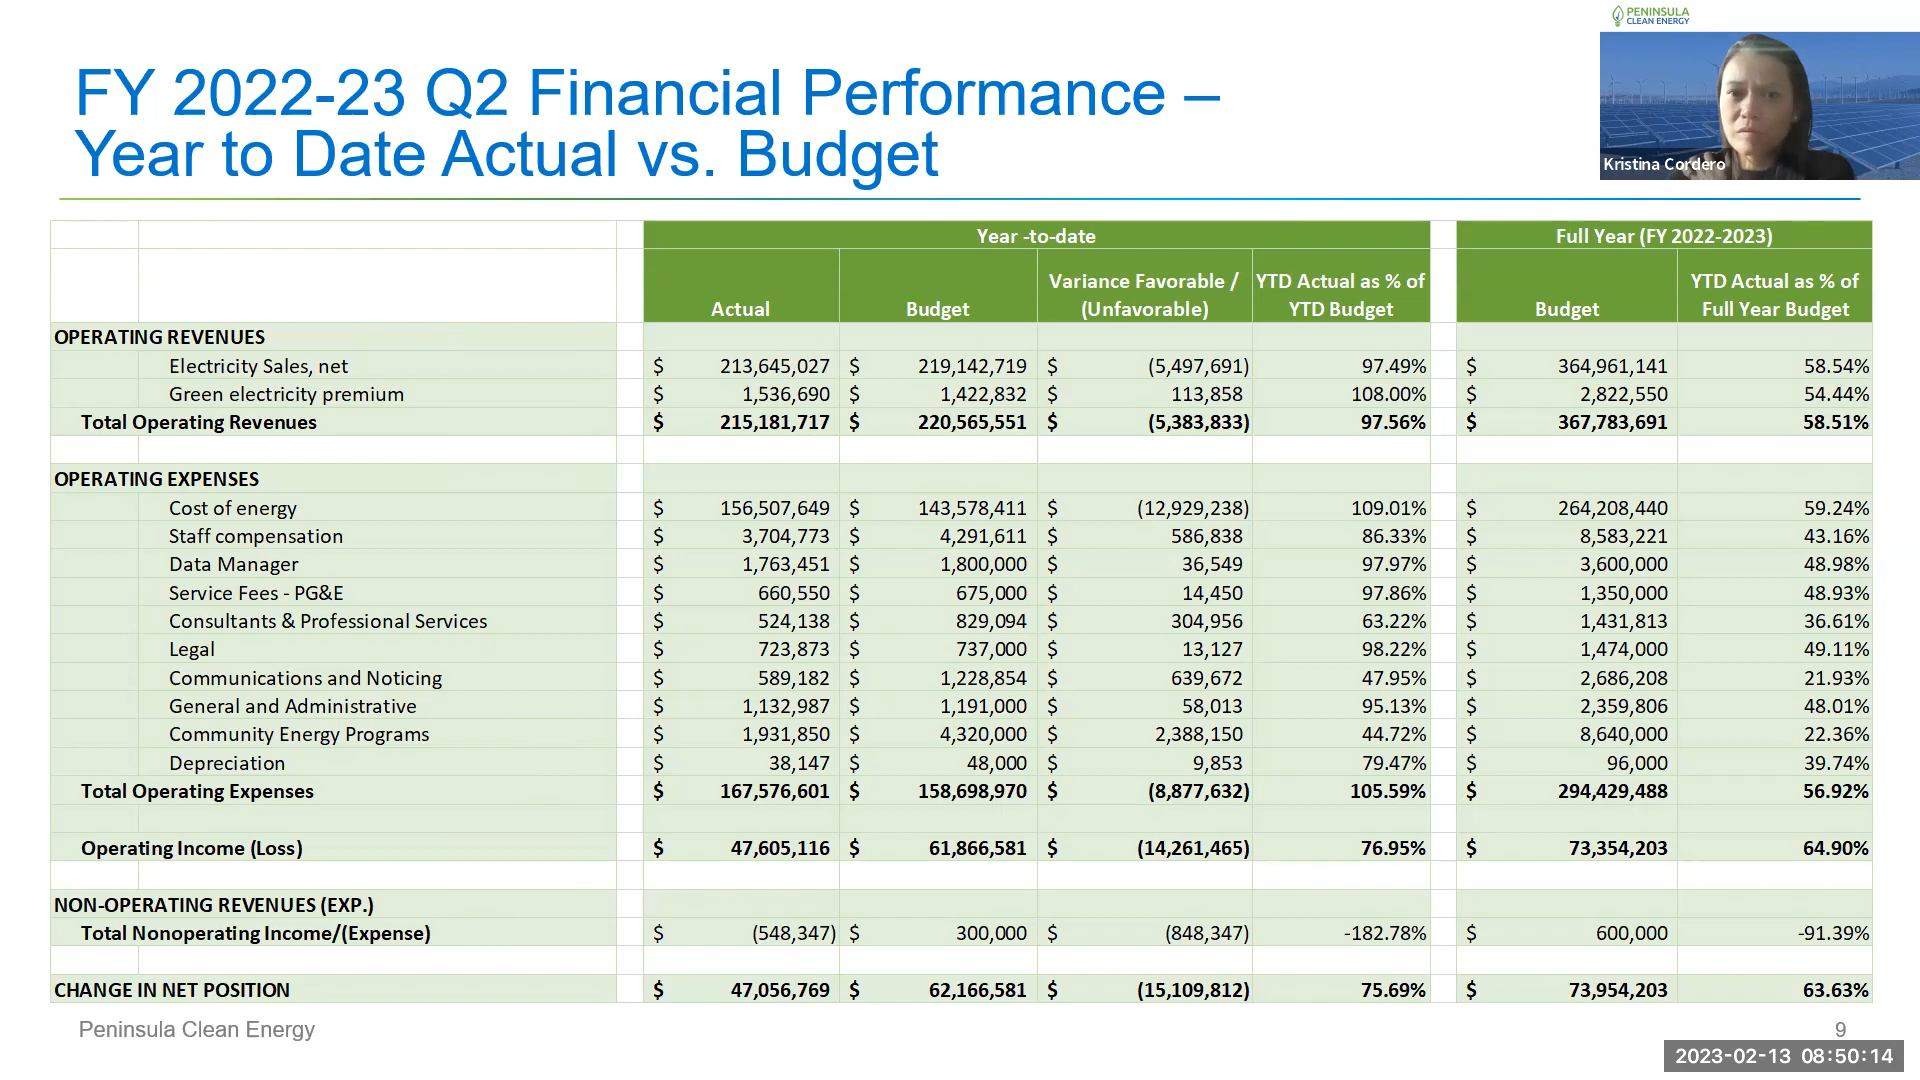 PENINSULA
CLEAN ENERGY
FY 2022-23 Q2 Financial Performance –
Year to Date Actual vs. Budget
Kristina Cordero
Year -to-date Full Year (FY 2022-2023)
Actual Budget Variance Favorable / (Unfavorable) YTD Actual as % of YTD Budget Budget YTD Actual as % of Full Year Budget
OPERATING REVENUES
Electricity Sales, net $ 213,645,027 $ 219,142,719 $ (5,497,691) 97.49% $ 364,961,141 58.54%
Green electricity premium $ 1,536,690 $ 1,422,832 $ 113,858 108.00% $ 2,822,550 54.44%
Total Operating Revenues $ 215,181,717 $ 220,565,551 $ (5,383,833) 97.56% $ 367,783,691 58.51%
OPERATING EXPENSES
Cost of energy $ 156,507,649 $ 143,578,411 $ (12,929,238) 109.01% $ 264,208,440 59.24%
Staff compensation $ 3,704,773 $ 4,291,611 $ 586,838 86.33% $ 8,583,221 43.16%
Data Manager $ 1,763,451 $ 1,800,000 $ 36,549 97.97% $ 3,600,000 48.98%
Service Fees - PG&E $ 660,550 $ 675,000 $ 14,450 97.86% $ 1,350,000 48.93%
Consultants & Professional Services $ 524,138 $ 829,094 $ 304,956 63.22% $ 1,431,813 36.61%
Legal $ 723,873 $ 737,000 $ 13,127 98.22% $ 1,474,000 49.11%
Communications and Noticing $ 589,182 $ 1,228,854 $ 639,672 47.95% $ 2,686,208 21.93%
General and Administrative $ 1,132,987 $ 1,191,000 $ 58,013 95.13% $ 2,359,806 48.01%
Community Energy Programs $ 1,931,850 $ 4,320,000 $ 2,388,150 44.72% $ 8,640,000 22.36%
Depreciation $ 38,147 $ 48,000 $ 9,853 79.47% $ 96,000 39.74%
Total Operating Expenses $ 167,576,601 $ 158,698,970 $ (8,877,632) 105.59% $ 294,429,488 56.92%
Operating Income (Loss) $ 47,605,116 $ 61,866,581 $ (14,261,465) 76.95% $ 73,354,203 64.90%
NON-OPERATING REVENUES (EXP.)
Total Nonoperating Income/(Expense) $ (548,347) $ 300,000 $ (848,347) -182.78% $ 600,000 -91.39%
CHANGE IN NET POSITION $ 47,056,769 $ 62,166,581 $ (15,109,812) 75.69% $ 73,954,203 63.63%
Peninsula Clean Energy
9
2023-02-13 08:50:14